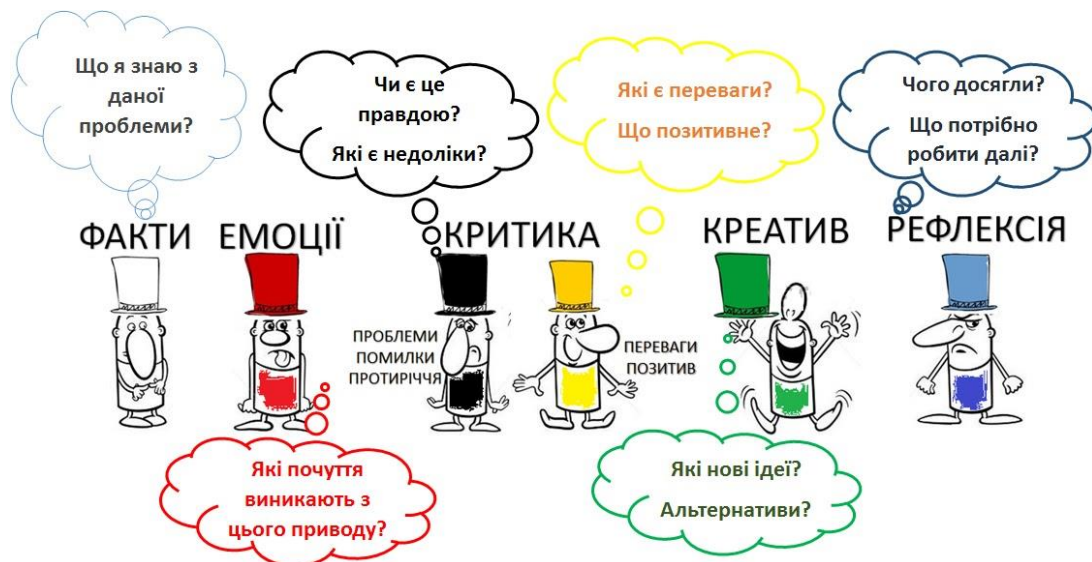 Що я знаю з
даної
проблеми?
Чи є це
правдою?
Які є недоліки?
Які є переваги?
Що позитивне?
Чого досягли?
Що потрібно
робити далі?
ФАКТИ
ЕМОЦІЇ
КРИТИКА
КРЕАТИВ
РЕФЛЕКСІЯ
ПРОБЛЕМИ
ПОМИЛКИ
ПРОТИРІЧЧЯ
ПЕРЕВАГИ
ПОЗИТИВ
Які почуття
виникають з
цього приводу?
Які нові ідеї?
Альтернативи?